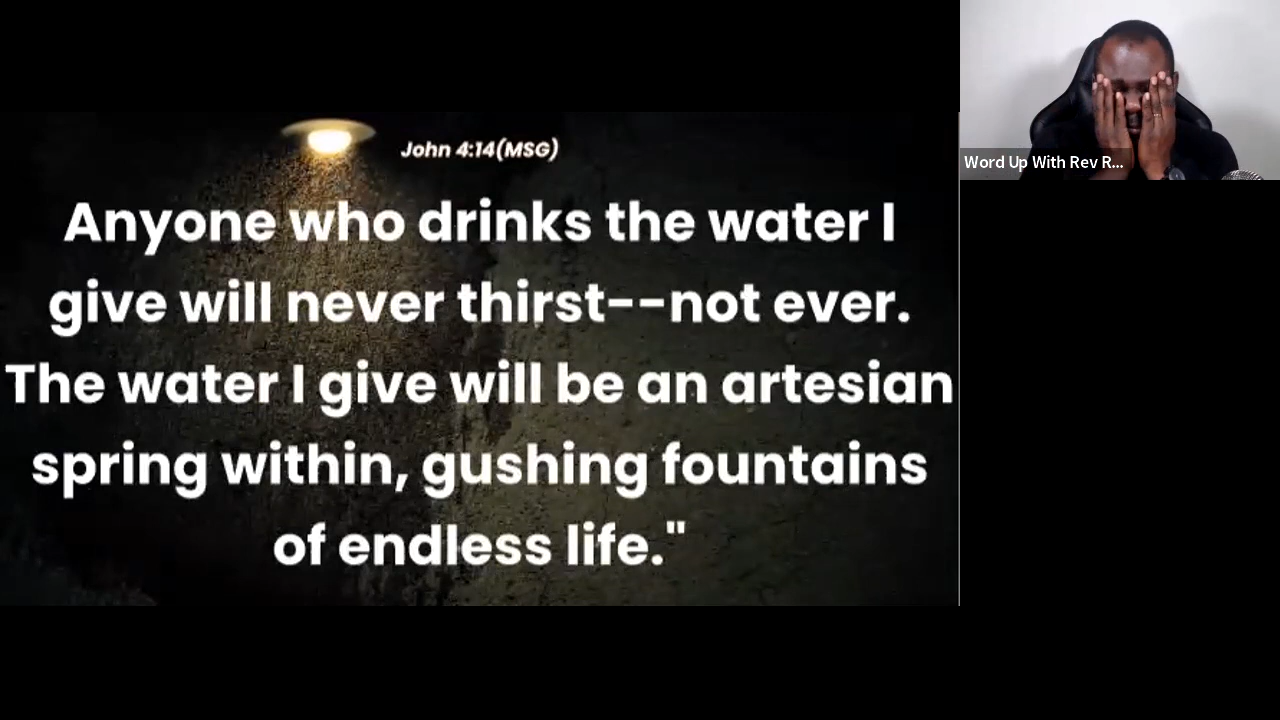 John 4:14(MSG)
Anyone who drinks the water I
give will never thirst--not ever.
The water I give will be an artesian
spring within, gushing fountains
of endless life."
Word Up With Rev R...